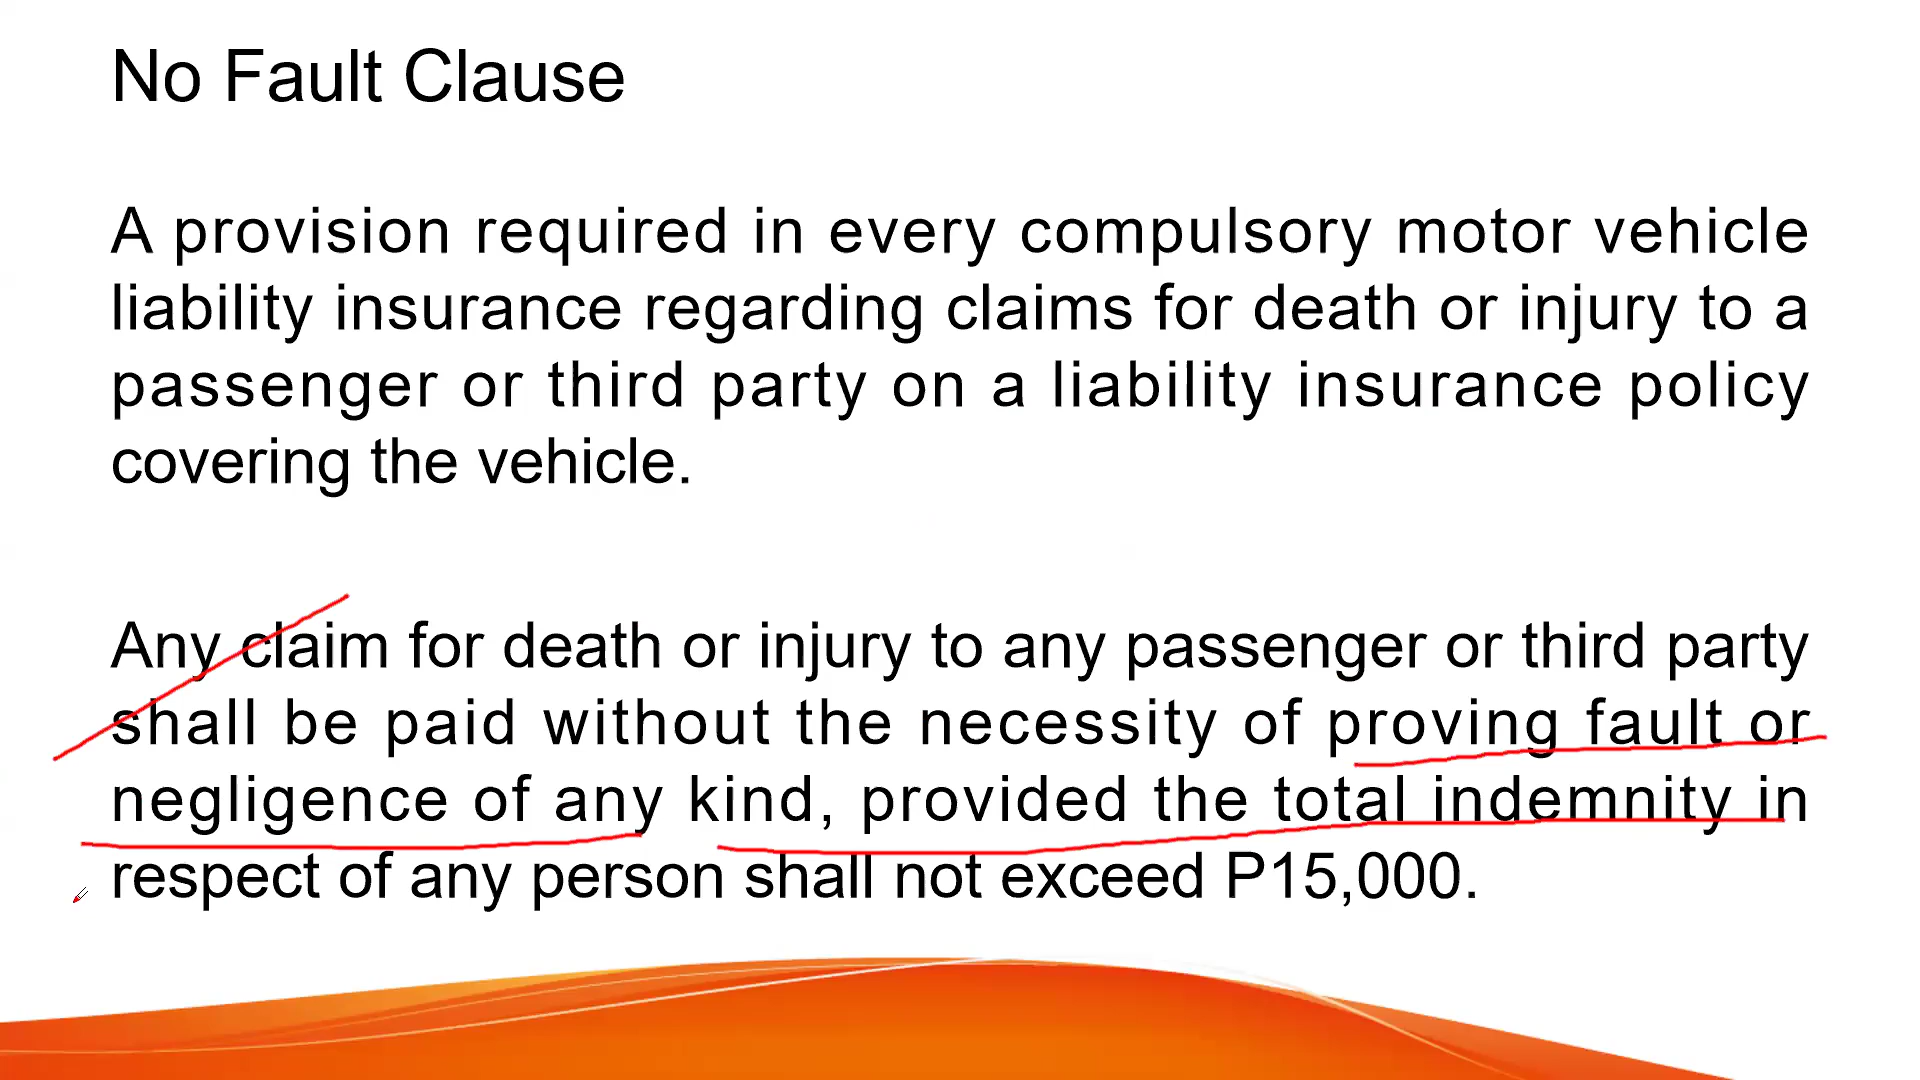 No Fault Clause
A provision required in every compulsory motor vehicle
liability insurance regarding claims for death or injury to a
passenger or third party on a liability insurance policy
covering the vehicle.
Any claim for death or injury to any passenger or third party
shall be paid without the necessity of proving fault or
negligence of any kind, provided the total indemnity in
respect of any person shall not exceed P15,000.